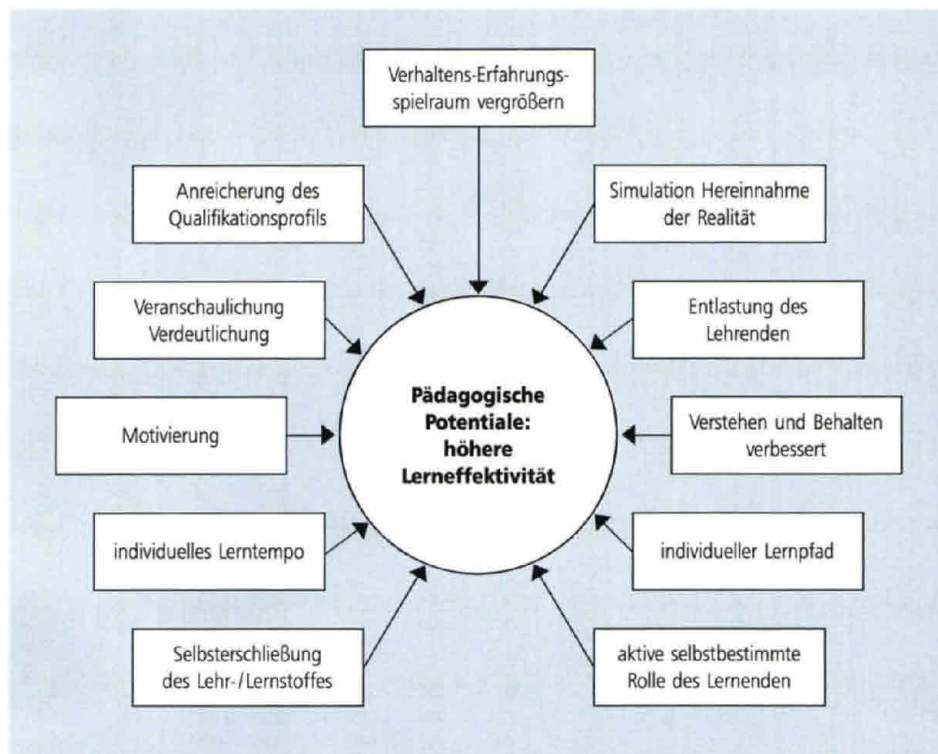 Verhaltens-Erfahrungs-
spielraum vergrößern
Anreicherung des
Qualifikationsprofils
Simulation Hereinnahme
der Realität
Veranschaulichung
Verdeutlichung
Entlastung des
Lehrenden
Pädagogische
Potentiale:
höhere
Lerneffektivität
Motivierung
Verstehen und Behalten
verbessert
individuelles Lerntempo
individueller Lernpfad
Selbsterschließung
des Lehr-/Lernstoffes
aktive selbstbestimmte
Rolle des Lernenden